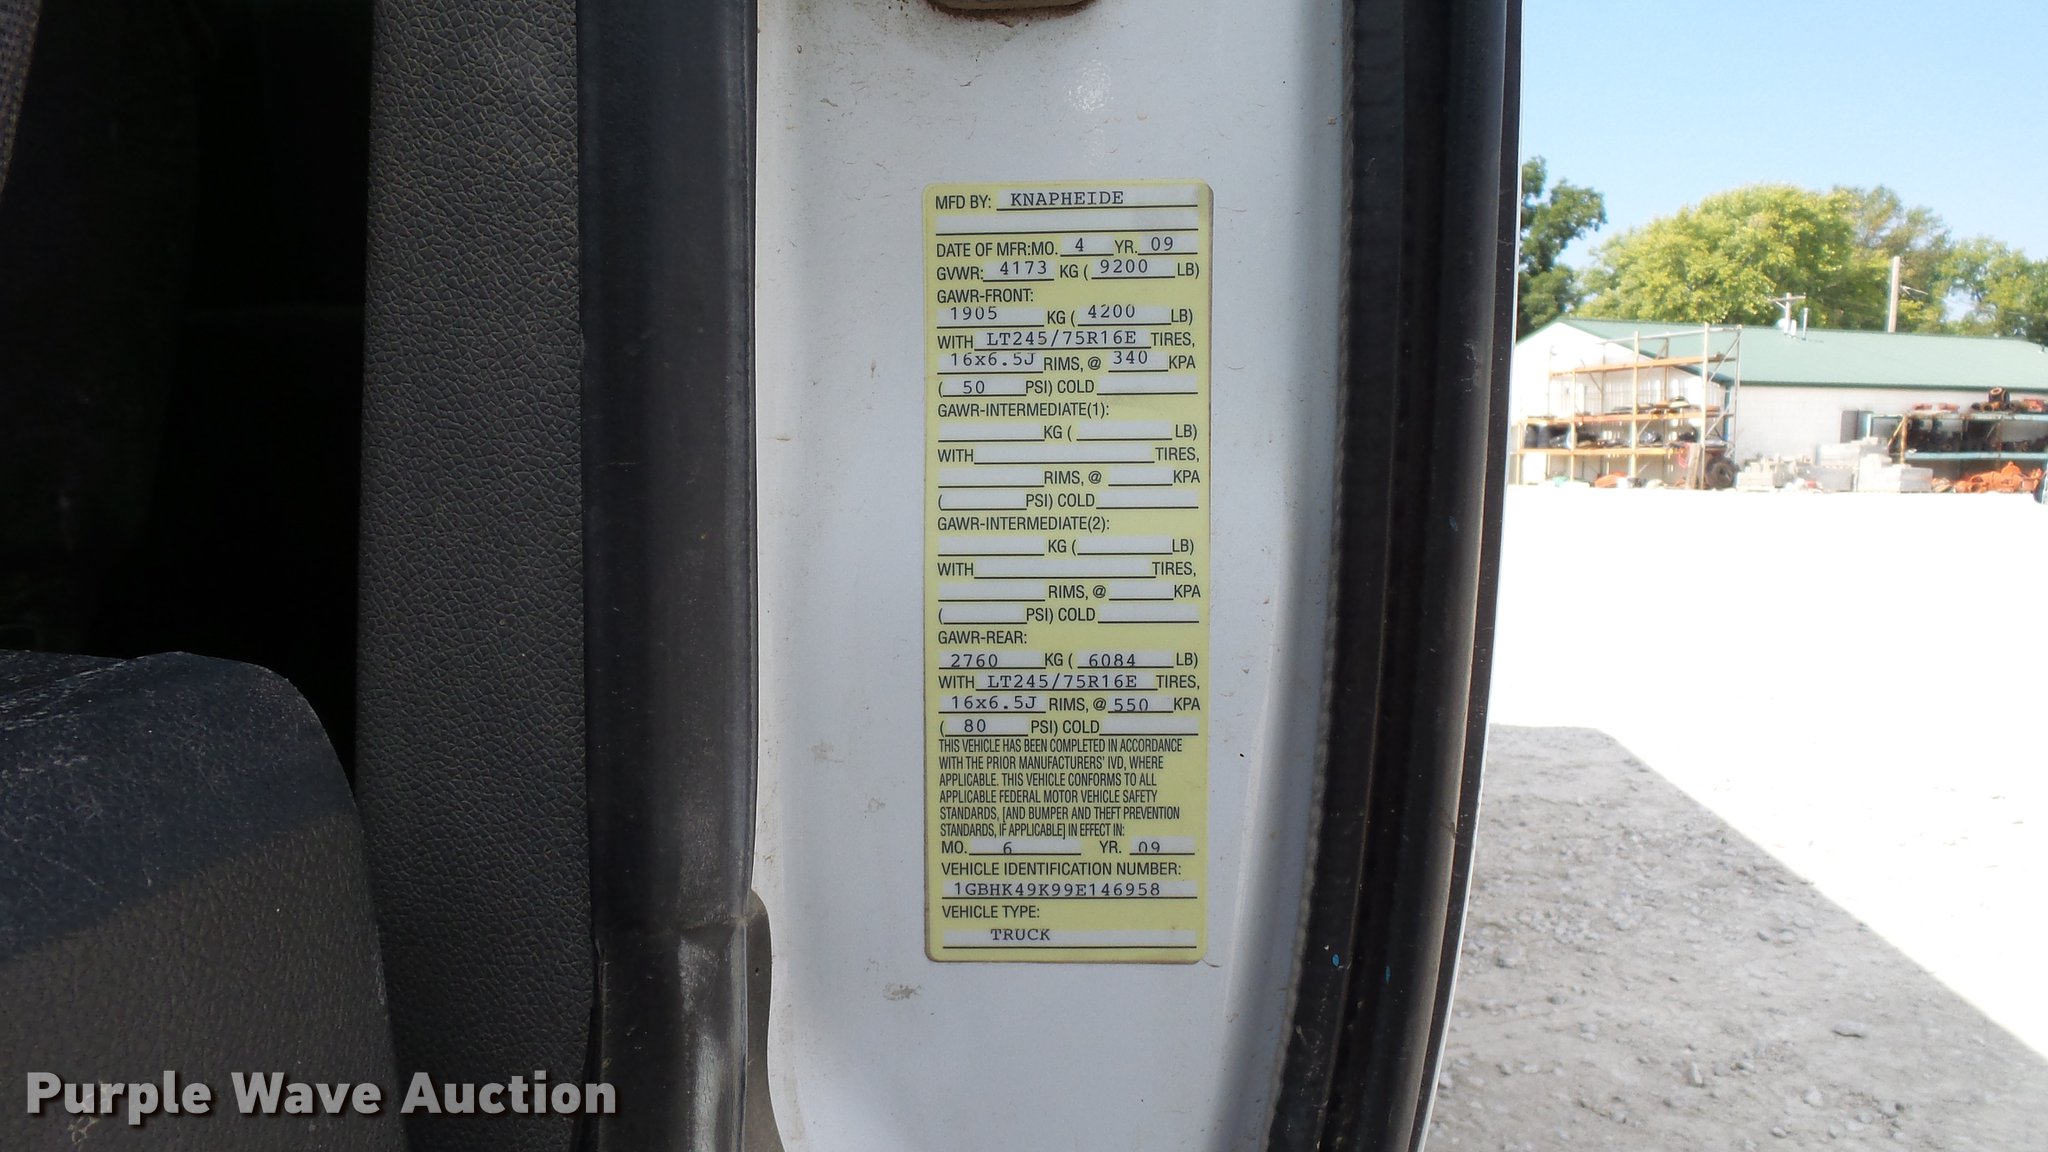 MFD BY: KNAPHEIDE
DATE OF MFR:MO. 4 YR. 09
GVWR: 4173 KG ( 9200 LB)
GAWR-FRONT:
1905 KG ( 4200 LB)
WITH LT245/75R16E TIRES,
16x6.5J RIMS, @ 340 KPA
( 50 PSI) COLD
GAWR-INTERMEDIATE(1):
KG ( LB)
WITH TIRES,
RIMS, @ KPA
( PSI) COLD
GAWR-INTERMEDIATE(2):
KG ( LB)
WITH TIRES,
RIMS, @ KPA
( PSI) COLD
GAWR-REAR:
2760 KG ( 6084 LB)
WITH LT245/75R16E TIRES,
16x6.5J RIMS, @ 550 KPA
( 80 PSI) COLD
THIS VEHICLE HAS BEEN COMPLETED IN ACCORDANCE
WITH THE PRIOR MANUFACTURERS' IVD, WHERE
APPLICABLE. THIS VEHICLE CONFORMS TO ALL
APPLICABLE FEDERAL MOTOR VEHICLE SAFETY
STANDARDS, [AND BUMPER AND THEFT PREVENTION
STANDARDS, IF APPLICABLE] IN EFFECT IN:
MO. 6 YR. 09
VEHICLE IDENTIFICATION NUMBER:
1GBHK49K99E146958
VEHICLE TYPE:
TRUCK
Purple Wave Auction